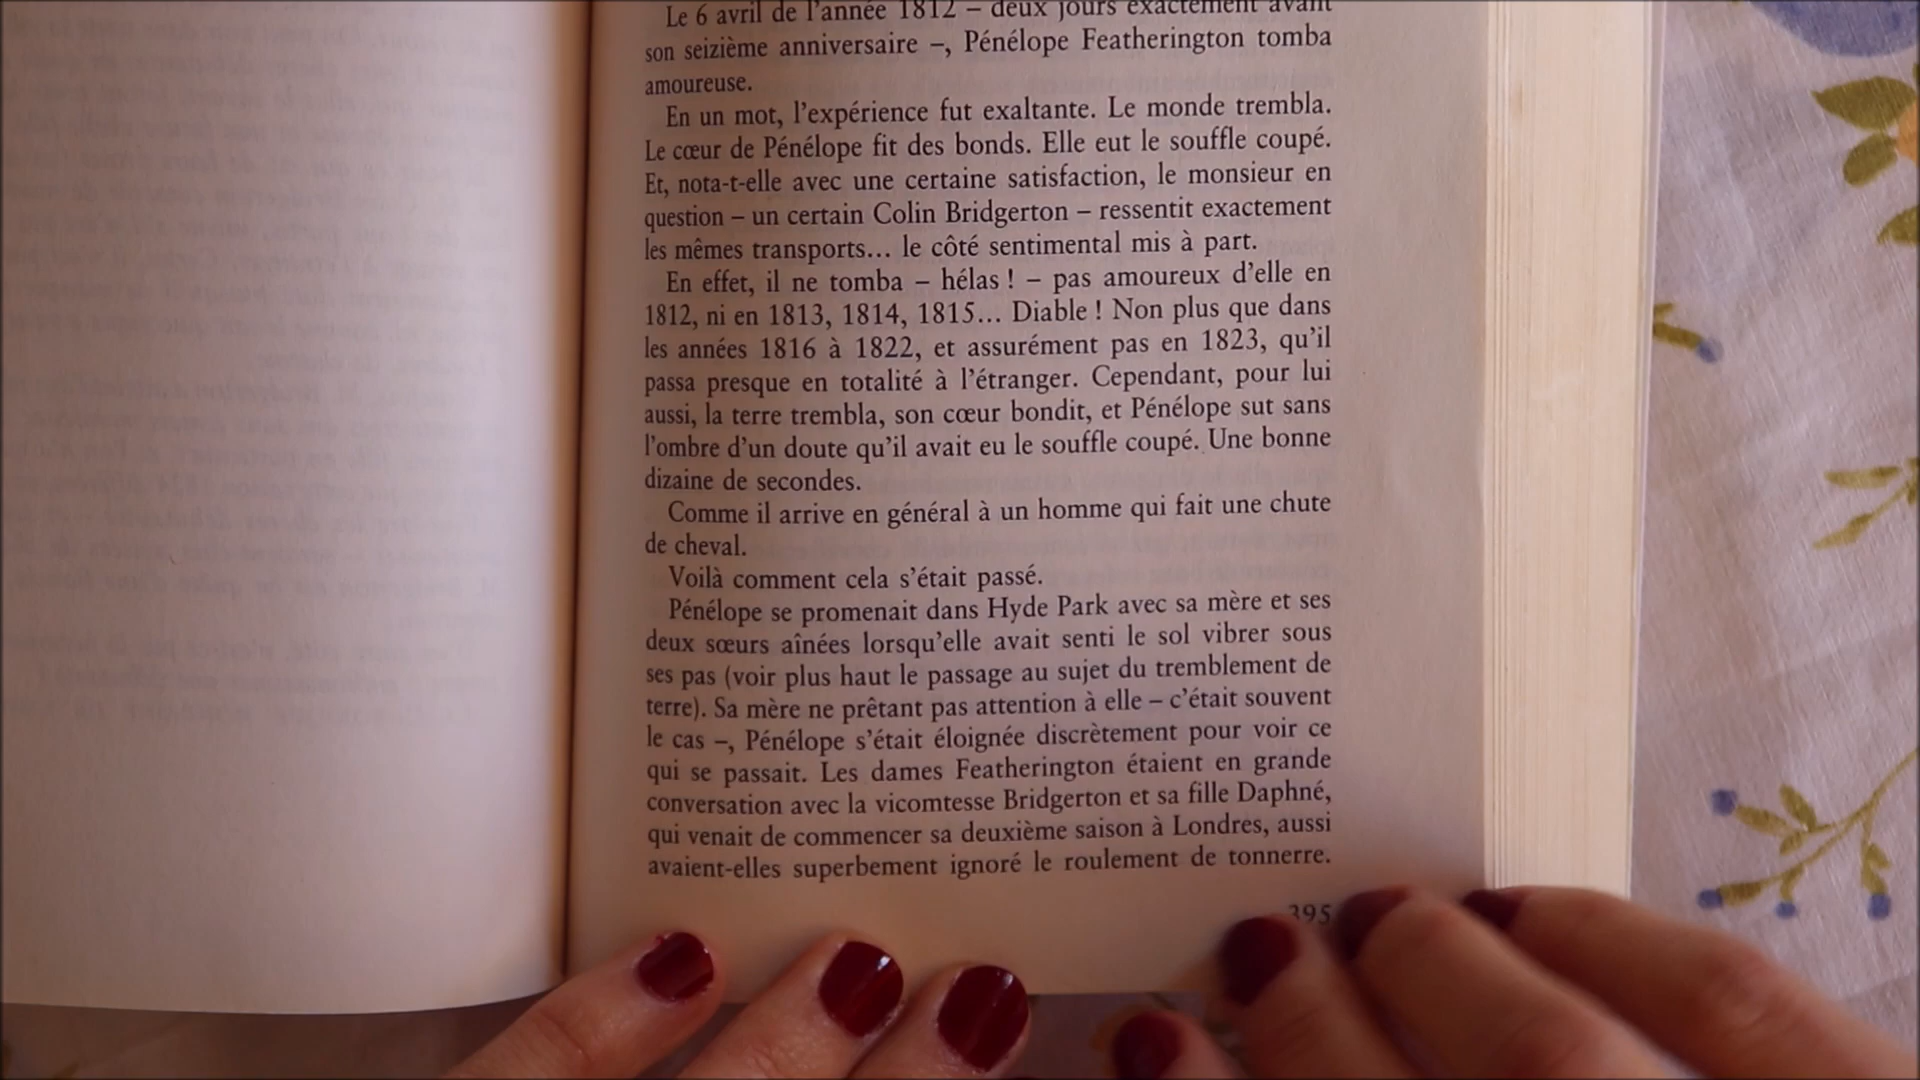 Le 6 avril de l'année 1812 – deux jours exactement avant
son seizième anniversaire –, Pénélope Featherington tomba
amoureuse.
En un mot, l'expérience fut exaltante. Le monde trembla.
Le cœur de Pénélope fit des bonds. Elle eut le souffle coupé.
Et, nota-t-elle avec une certaine satisfaction, le monsieur en
question – un certain Colin Bridgerton – ressentit exactement
les mêmes transports… le côté sentimental mis à part.
En effet, il ne tomba – hélas ! – pas amoureux d'elle en
1812, ni en 1813, 1814, 1815… Diable ! Non plus que dans
les années 1816 à 1822, et assurément pas en 1823, qu'il
passa presque en totalité à l'étranger. Cependant, pour lui
aussi, la terre trembla, son cœur bondit, et Pénélope sut sans
l'ombre d'un doute qu'il avait eu le souffle coupé. Une bonne
dizaine de secondes.
Comme il arrive en général à un homme qui fait une chute
de cheval.
Voilà comment cela s'était passé.
Pénélope se promenait dans Hyde Park avec sa mère et ses
deux sœurs aînées lorsqu'elle avait senti le sol vibrer sous
ses pas (voir plus haut le passage au sujet du tremblement de
terre). Sa mère ne prêtant pas attention à elle – c'était souvent
le cas –, Pénélope s'était éloignée discrètement pour voir ce
qui se passait. Les dames Featherington étaient en grande
conversation avec la vicomtesse Bridgerton et sa fille Daphné,
qui venait de commencer sa deuxième saison à Londres, aussi
avaient-elles superbement ignoré le roulement de tonnerre.
395